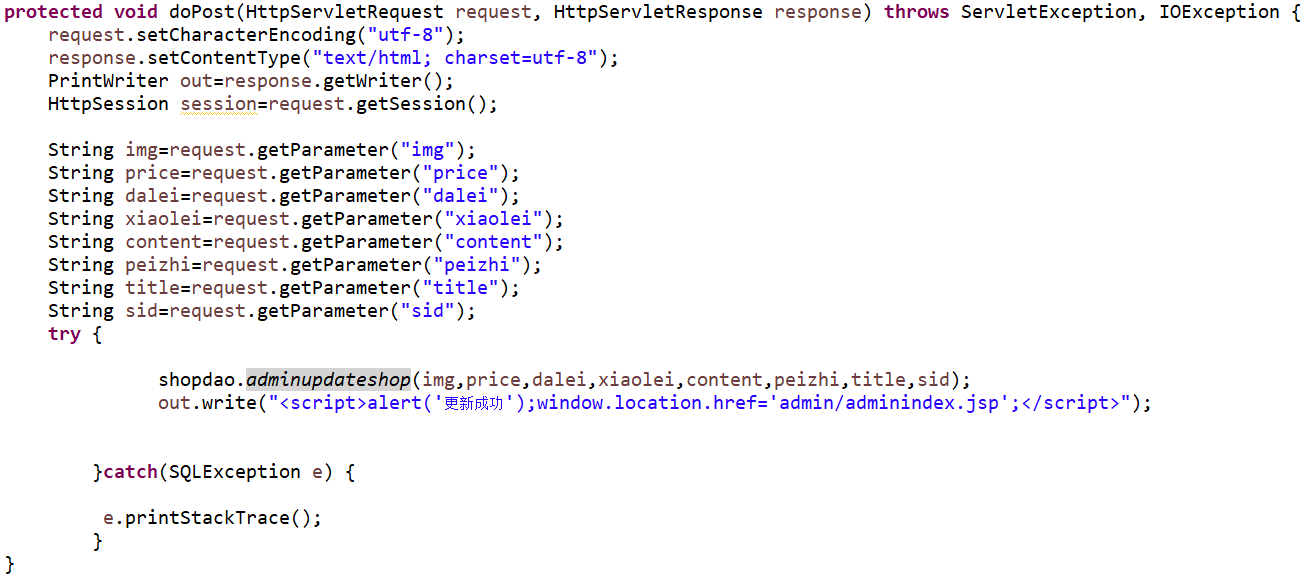 protected void doPost(HttpServletRequest request, HttpServletResponse response) throws ServletException, IOException {
request.setCharacterEncoding("utf-8");
response.setContentType("text/html; charset=utf-8");
PrintWriter out=response.getWriter();
HttpSession session=request.getSession();
String img=request.getParameter("img");
String price=request.getParameter("price");
String dalei=request.getParameter("dalei");
String xiaolei=request.getParameter("xiaolei");
String content=request.getParameter("content");
String peizhi=request.getParameter("peizhi");
String title=request.getParameter("title");
String sid=request.getParameter("sid");
try {
shopdao.adminupdateshop(img,price,dalei,xiaolei,content,peizhi,title,sid);
out.write("<script>alert('更新成功');window.location.href='admin/adminindex.jsp';</script>");
}catch(SQLException e) {
e.printStackTrace();
}
}